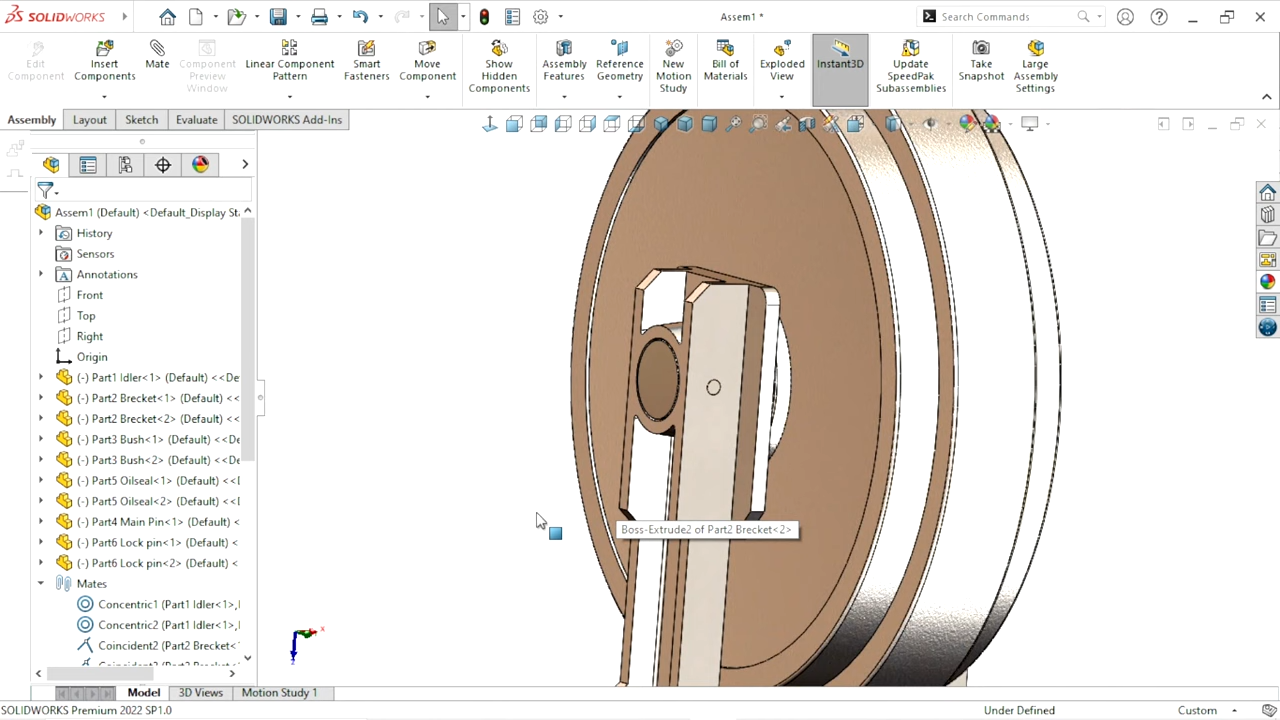 SOLIDWORKS
Assem1 *
Search Commands
Edit Component
Insert Components
Mate
Component Preview Window
Linear Component Pattern
Smart Fasteners
Move Component
Show Hidden Components
Assembly Features
Reference Geometry
New Motion Study
Bill of Materials
Exploded View
Instant3D
Update SpeedPak Subassemblies
Take Snapshot
Large Assembly Settings
Assembly
Layout
Sketch
Evaluate
SOLIDWORKS Add-Ins
Assem1 (Default) <Default_Display Sta
History
Sensors
Annotations
Front
Top
Right
Origin
(-) Part1 Idler<1> (Default) <<De
(-) Part2 Brecket<1> (Default) <<
(-) Part2 Brecket<2> (Default) <<
(-) Part3 Bush<1> (Default) <<De
(-) Part3 Bush<2> (Default) <<De
(-) Part5 Oilseal<1> (Default) <<
(-) Part5 Oilseal<2> (Default) <<
(-) Part4 Main Pin<1> (Default) <
(-) Part6 Lock pin<1> (Default) <
(-) Part6 Lock pin<2> (Default) <
Mates
Concentric1 (Part1 Idler<1>,
Concentric2 (Part1 Idler<1>,
Coincident2 (Part2 Brecket<
Boss-Extrude2 of Part2 Brecket<2>
x
z
Model
3D Views
Motion Study 1
SOLIDWORKS Premium 2022 SP1.0
Under Defined
Custom